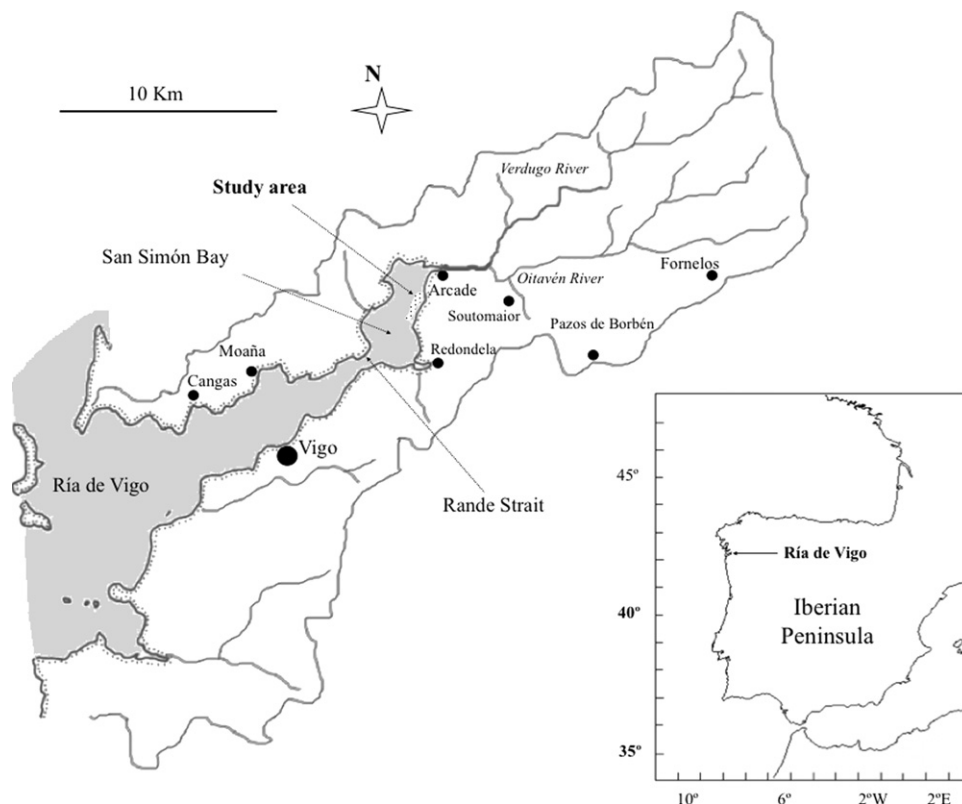 10 Km
N
Verdugo River
Study area
San Simón Bay
Fornelos
Oitavén River
Arcade
Soutomaior
Pazos de Borbén
Moaña
Redondela
Cangas
Vigo
Ría de Vigo
Rande Strait
45º
Ría de Vigo
40º
Iberian
Peninsula
35º
10º 6º 2ºW 2ºE